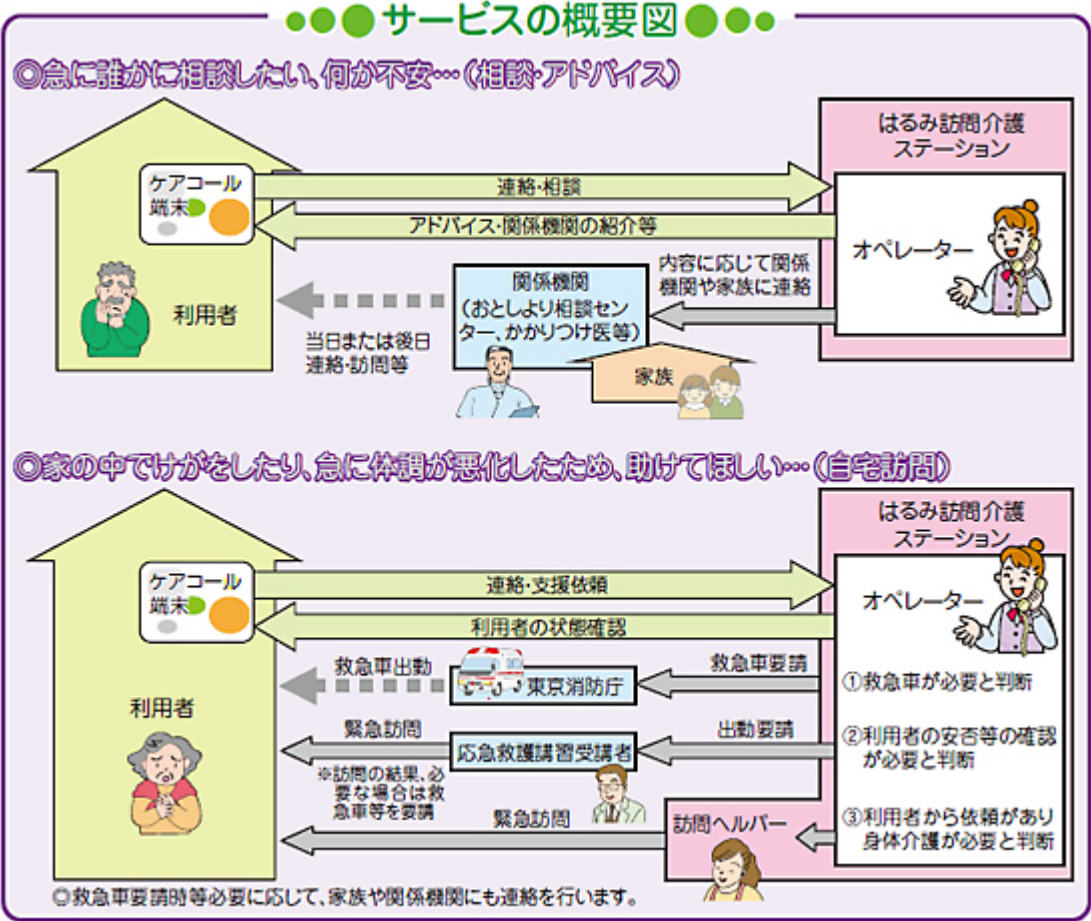 サービスの概要図
◎急に誰かに相談したい、何か不安…（相談・アドバイス）
はるみ訪問介護
ステーション
ケアコール
端末
連絡・相談
アドバイス・関係機関の紹介等
オペレーター
利用者
関係機関
（おとしより相談セン
ター、かかりつけ医等）
内容に応じて関係
機関や家族に連絡
当日または後日
連絡・訪問等
家族
◎家の中でけがをしたり、急に体調が悪化したため、助けてほしい…（自宅訪問）
はるみ訪問介護
ステーション
ケアコール
端末
連絡・支援依頼
利用者の状態確認
オペレーター
救急車出動
東京消防庁
救急車要請
①救急車が必要と判断
利用者
緊急訪問
応急救護講習受講者
出動要請
②利用者の安否等の確認
が必要と判断
※訪問の結果、必
要な場合は救
急車等を要請
緊急訪問
訪問ヘルパー
③利用者から依頼があり
身体介護が必要と判断
◎救急車要請時等必要に応じて、家族や関係機関にも連絡を行います。